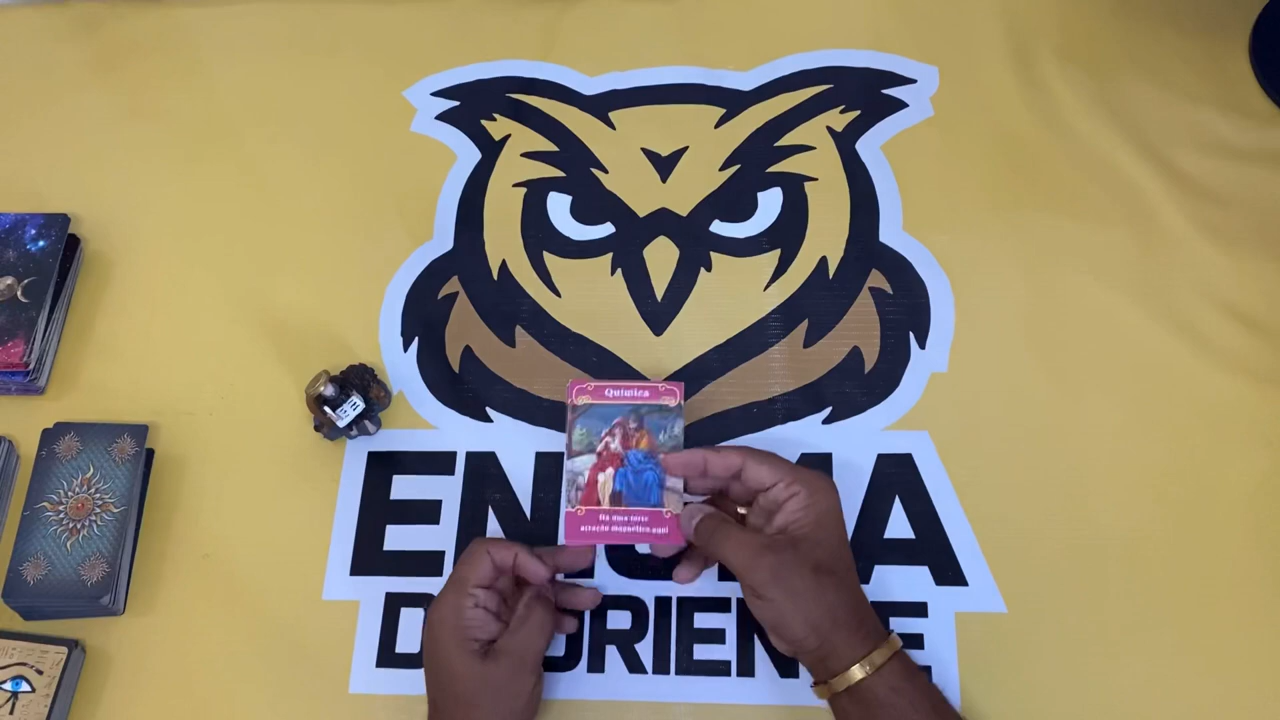 Química
Há uma forte
atração magnética aqui
EN MA
D ORIEN E